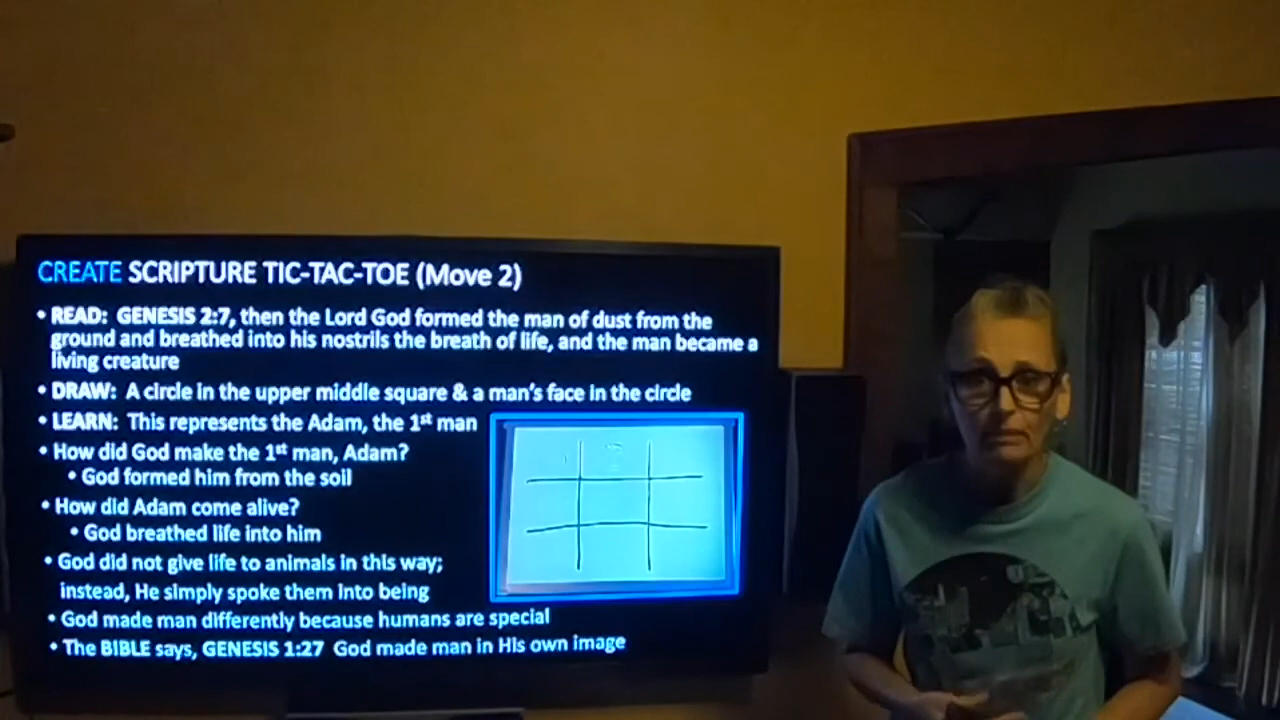 CREATE SCRIPTURE TIC-TAC-TOE (Move 2)
• READ: GENESIS 2:7, then the Lord God formed the man of dust from the
ground and breathed into his nostrils the breath of life, and the man became a
living creature
• DRAW: A circle in the upper middle square & a man's face in the circle
• LEARN: This represents the Adam, the 1st man
• How did God make the 1st man, Adam?
• God formed him from the soil
• How did Adam come alive?
• God breathed life into him
• God did not give life to animals in this way;
instead, He simply spoke them into being
• God made man differently because humans are special
• The BIBLE says, GENESIS 1:27 God made man in His own image